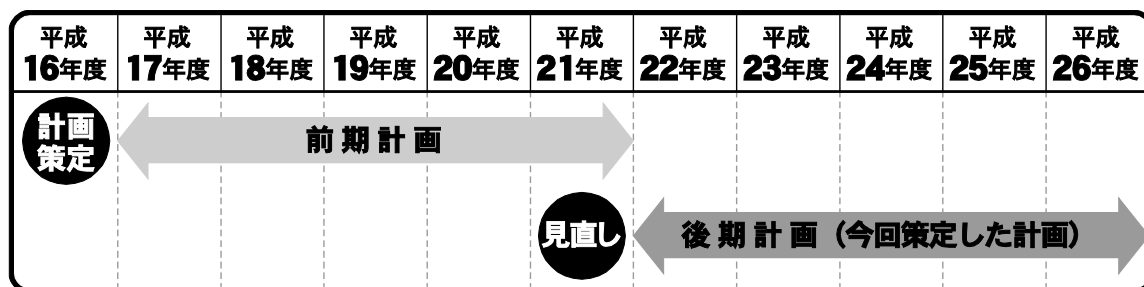 平成 平成 平成 平成 平成 平成 平成 平成 平成 平成 平成
16年度 17年度 18年度 19年度 20年度 21年度 22年度 23年度 24年度 25年度 26年度
計画
策定
前期計画
見直し
後期計画（今回策定した計画）